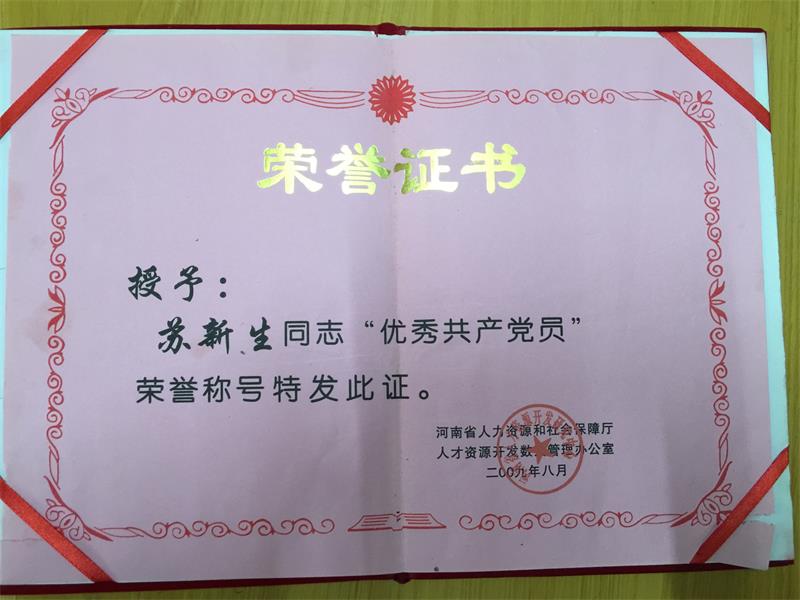 荣誉证书
授予：
苏新生同志“优秀共产党员”
荣誉称号特发此证。
河南省人力资源和社会保障厅
人才资源开发数管理办公室
二00九年八月